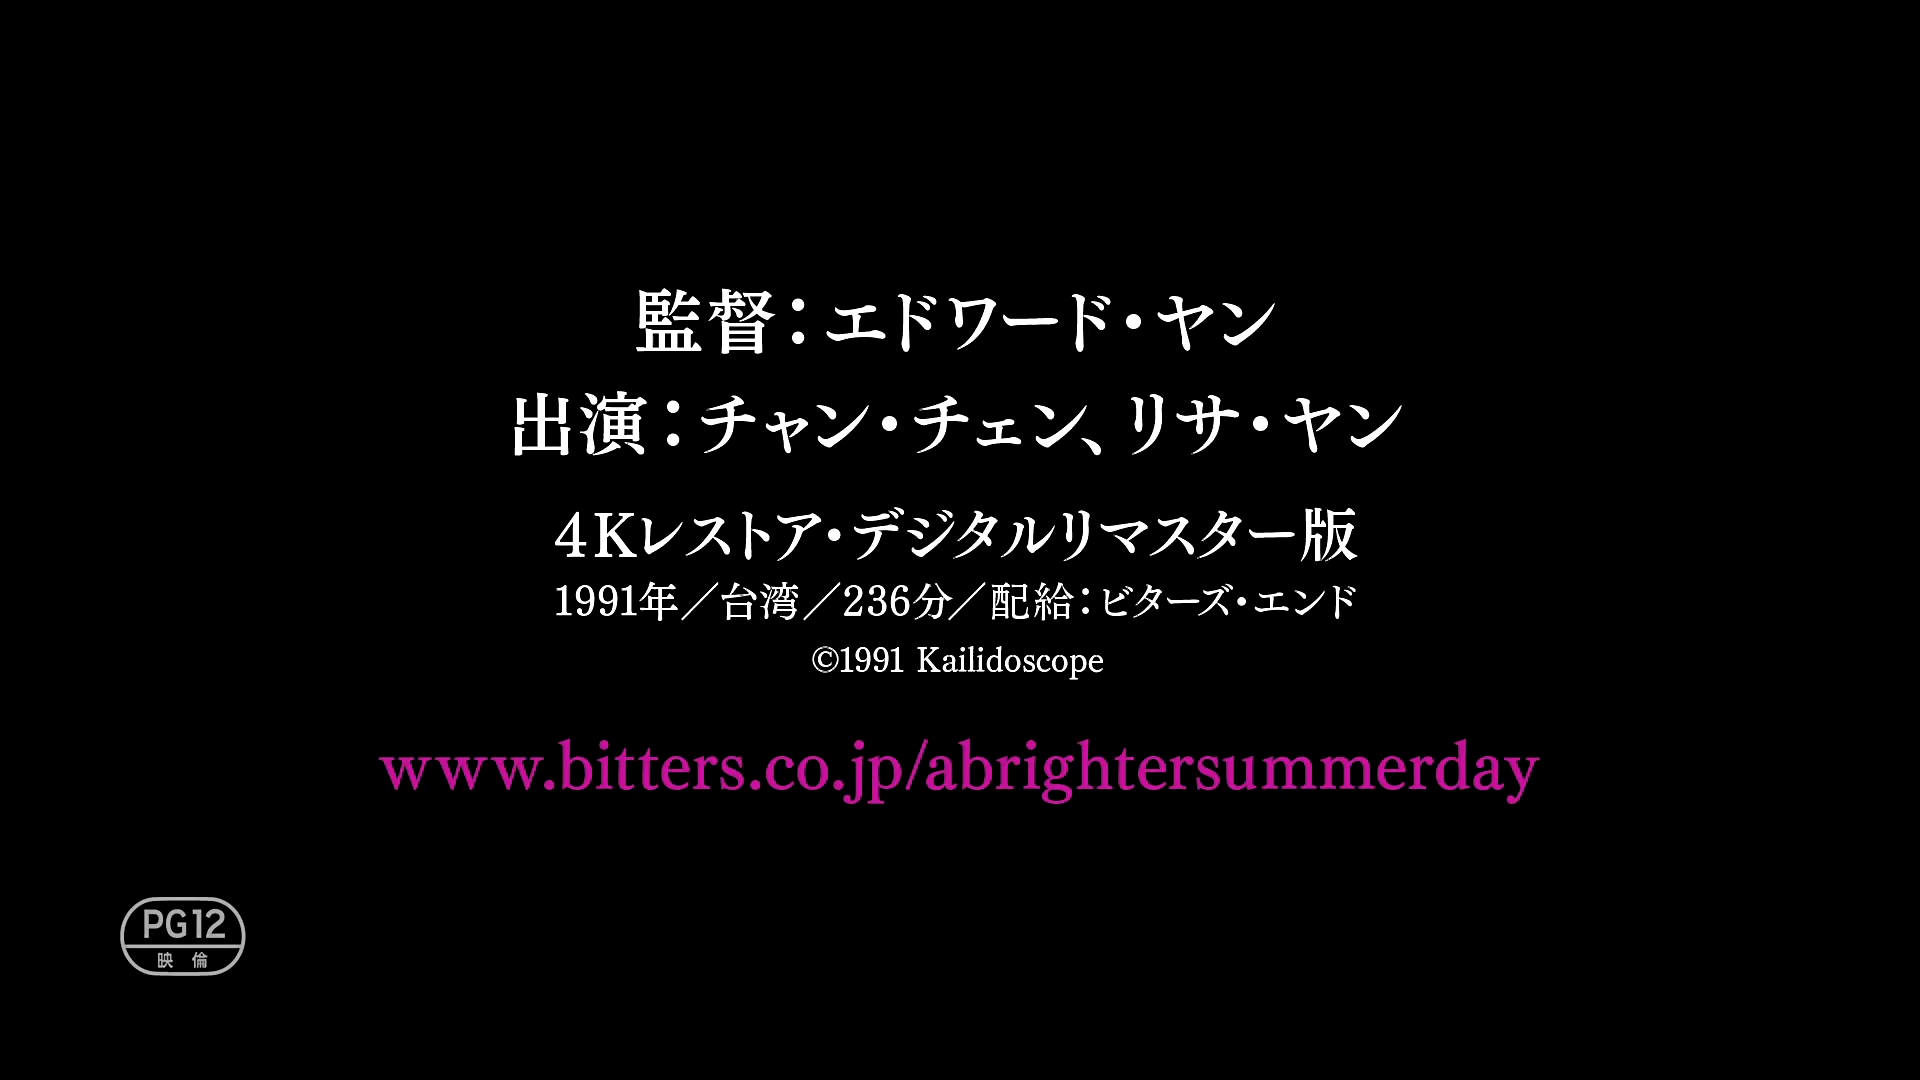 監督：エドワード・ヤン
出演：チャン・チェン、リサ・ヤン
4Kレストア・デジタルリマスター版
1991年／台湾／236分／配給：ビターズ・エンド
©1991 Kailidoscope
www.bitters.co.jp/abrightersummerday
PG12
映倫